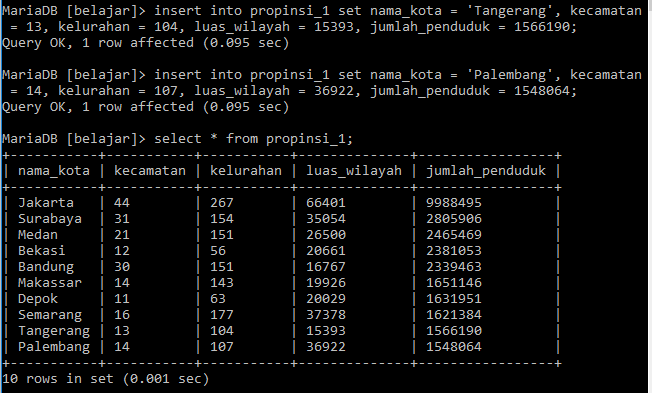 MariaDB [belajar]> insert into propinsi_1 set nama_kota = 'Tangerang', kecamatan
 = 13, kelurahan = 104, luas_wilayah = 15393, jumlah_penduduk = 1566190;
Query OK, 1 row affected (0.095 sec)

MariaDB [belajar]> insert into propinsi_1 set nama_kota = 'Palembang', kecamatan
 = 14, kelurahan = 107, luas_wilayah = 36922, jumlah_penduduk = 1548064;
Query OK, 1 row affected (0.095 sec)

MariaDB [belajar]> select * from propinsi_1;
+-----------+-----------+-----------+--------------+-----------------+
| nama_kota | kecamatan | kelurahan | luas_wilayah | jumlah_penduduk |
+-----------+-----------+-----------+--------------+-----------------+
| Jakarta   | 44        | 267       | 66401        | 9988495         |
| Surabaya  | 31        | 154       | 35054        | 2805906         |
| Medan     | 21        | 151       | 26500        | 2465469         |
| Bekasi    | 12        | 56        | 20661        | 2381053         |
| Bandung   | 30        | 151       | 16767        | 2339463         |
| Makassar  | 14        | 143       | 19926        | 1651146         |
| Depok     | 11        | 63        | 20029        | 1631951         |
| Semarang  | 16        | 177       | 37378        | 1621384         |
| Tangerang | 13        | 104       | 15393        | 1566190         |
| Palembang | 14        | 107       | 36922        | 1548064         |
+-----------+-----------+-----------+--------------+-----------------+
10 rows in set (0.001 sec)